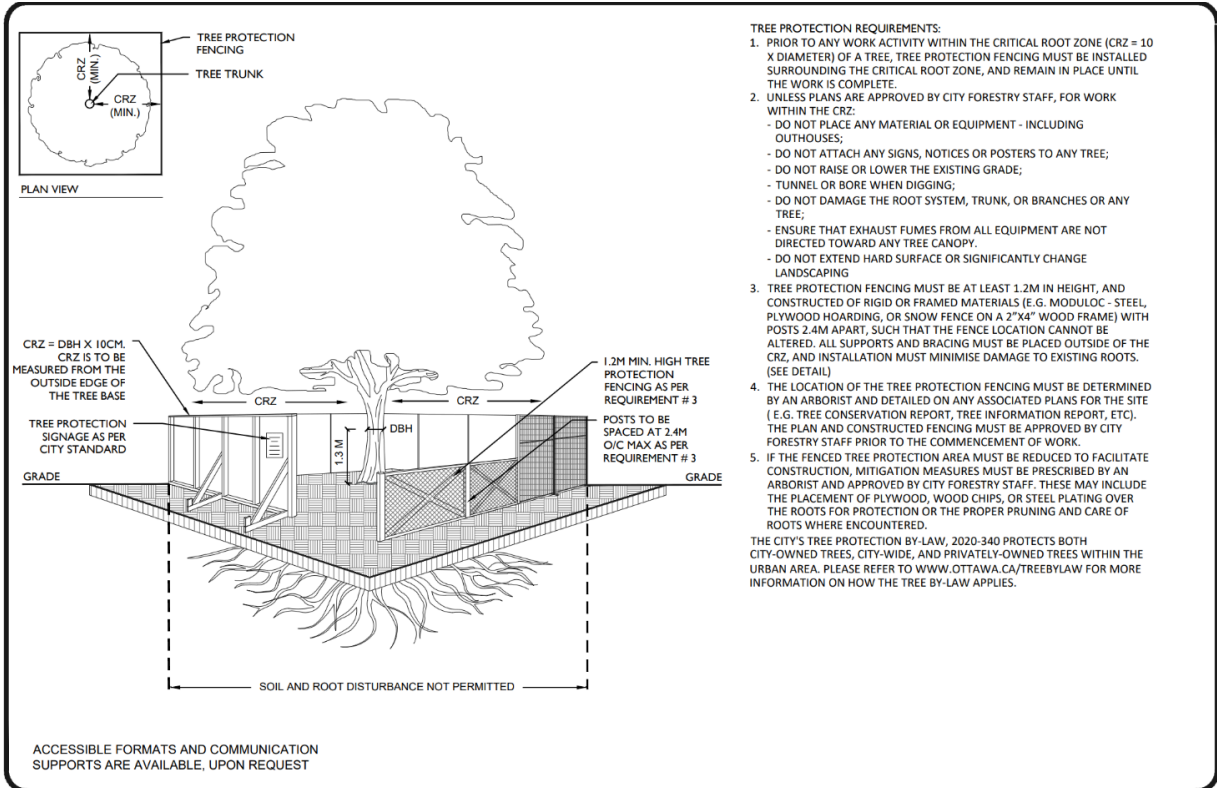 TREE PROTECTION
FENCING
TREE TRUNK
CRZ
(MIN.)
CRZ
(MIN.)
PLAN VIEW
CRZ = DBH X 10CM.
CRZ IS TO BE
MEASURED FROM THE
OUTSIDE EDGE OF
THE TREE BASE
TREE PROTECTION
SIGNAGE AS PER
CITY STANDARD
GRADE
CRZ
CRZ
DBH
1.3 M
1.2M MIN. HIGH TREE
PROTECTION
FENCING AS PER
REQUIREMENT # 3
POSTS TO BE
SPACED AT 2.4M
O/C MAX AS PER
REQUIREMENT # 3
GRADE
SOIL AND ROOT DISTURBANCE NOT PERMITTED
ACCESSIBLE FORMATS AND COMMUNICATION
SUPPORTS ARE AVAILABLE, UPON REQUEST
TREE PROTECTION REQUIREMENTS:
1. PRIOR TO ANY WORK ACTIVITY WITHIN THE CRITICAL ROOT ZONE (CRZ = 10
X DIAMETER) OF A TREE, TREE PROTECTION FENCING MUST BE INSTALLED
SURROUNDING THE CRITICAL ROOT ZONE, AND REMAIN IN PLACE UNTIL
THE WORK IS COMPLETE.
2. UNLESS PLANS ARE APPROVED BY CITY FORESTRY STAFF, FOR WORK
WITHIN THE CRZ:
- DO NOT PLACE ANY MATERIAL OR EQUIPMENT - INCLUDING
OUTHOUSES;
- DO NOT ATTACH ANY SIGNS, NOTICES OR POSTERS TO ANY TREE;
- DO NOT RAISE OR LOWER THE EXISTING GRADE;
- TUNNEL OR BORE WHEN DIGGING;
- DO NOT DAMAGE THE ROOT SYSTEM, TRUNK, OR BRANCHES OR ANY
TREE;
- ENSURE THAT EXHAUST FUMES FROM ALL EQUIPMENT ARE NOT
DIRECTED TOWARD ANY TREE CANOPY.
- DO NOT EXTEND HARD SURFACE OR SIGNIFICANTLY CHANGE
LANDSCAPING
3. TREE PROTECTION FENCING MUST BE AT LEAST 1.2M IN HEIGHT, AND
CONSTRUCTED OF RIGID OR FRAMED MATERIALS (E.G. MODULOC - STEEL,
PLYWOOD HOARDING, OR SNOW FENCE ON A 2"X4" WOOD FRAME) WITH
POSTS 2.4M APART, SUCH THAT THE FENCE LOCATION CANNOT BE
ALTERED. ALL SUPPORTS AND BRACING MUST BE PLACED OUTSIDE OF THE
CRZ, AND INSTALLATION MUST MINIMISE DAMAGE TO EXISTING ROOTS.
(SEE DETAIL)
4. THE LOCATION OF THE TREE PROTECTION FENCING MUST BE DETERMINED
BY AN ARBORIST AND DETAILED ON ANY ASSOCIATED PLANS FOR THE SITE
( E.G. TREE CONSERVATION REPORT, TREE INFORMATION REPORT, ETC).
THE PLAN AND CONSTRUCTED FENCING MUST BE APPROVED BY CITY
FORESTRY STAFF PRIOR TO THE COMMENCEMENT OF WORK.
5. IF THE FENCED TREE PROTECTION AREA MUST BE REDUCED TO FACILITATE
CONSTRUCTION, MITIGATION MEASURES MUST BE PRESCRIBED BY AN
ARBORIST AND APPROVED BY CITY FORESTRY STAFF. THESE MAY INCLUDE
THE PLACEMENT OF PLYWOOD, WOOD CHIPS, OR STEEL PLATING OVER
THE ROOTS FOR PROTECTION OR THE PROPER PRUNING AND CARE OF
ROOTS WHERE ENCOUNTERED.
THE CITY'S TREE PROTECTION BY-LAW, 2020-340 PROTECTS BOTH
CITY-OWNED TREES, CITY-WIDE, AND PRIVATELY-OWNED TREES WITHIN THE
URBAN AREA. PLEASE REFER TO WWW.OTTAWA.CA/TREEBYLAW FOR MORE
INFORMATION ON HOW THE TREE BY-LAW APPLIES.